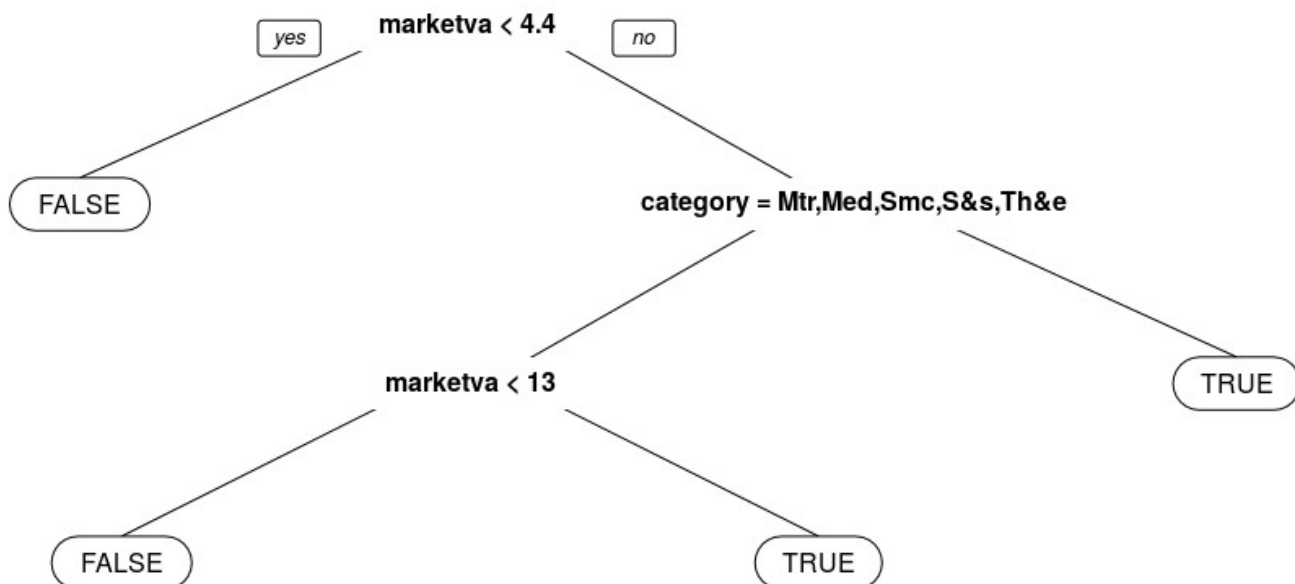 marketva < 4.4
yes
no
FALSE
category = Mtr,Med,Smc,S&s,Th&e
marketva < 13
TRUE
FALSE
TRUE